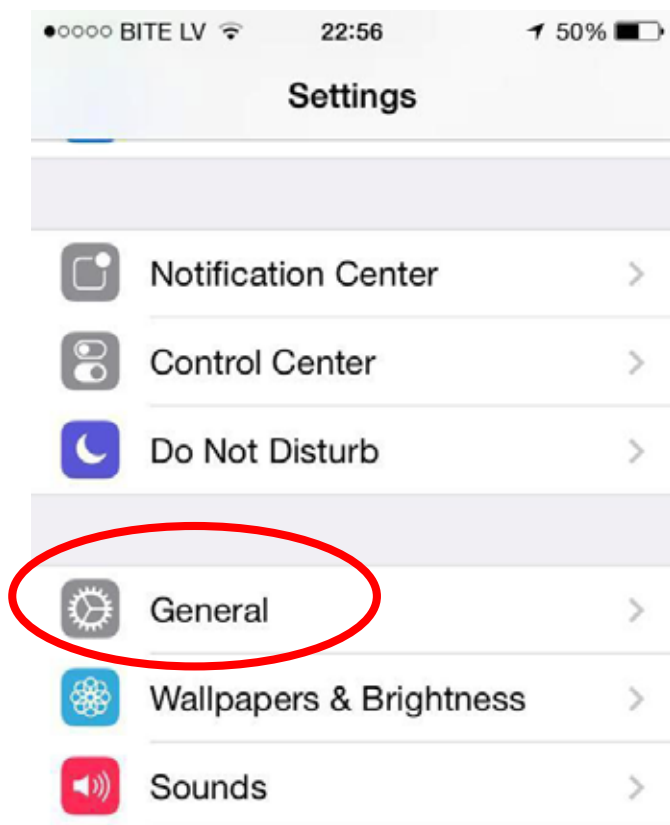 BITE LV 22:56 50%
Settings
Notification Center
Control Center
Do Not Disturb
General
Wallpapers & Brightness
Sounds